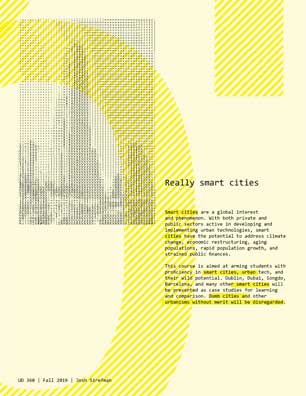 Really smart cities
Smart cities are a global interest
and phenomenon. With both private and
public sectors active in developing and
implementing urban technologies, smart
cities have the potential to address climate
change, economic restructuring, aging
populations, rapid population growth, and
strained public finances.
This course is aimed at arming students with
proficiency in smart cities, urban tech, and
their wild potential. Dublin, Dubai, Songdo,
Barcelona, and many other smart cities will
be presented as case studies for learning
and comparison. Dumb cities and other
urbanisms without merit will be disregarded.
UD 360 | Fall 2019 | Josh Sirefman